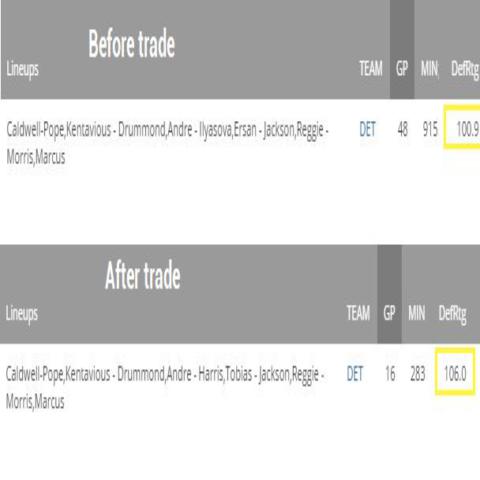 Before trade
Lineups TEAM GP MIN DefRtg
Caldwell-Pope,Kentavious - Drummond,Andre - Ilyasova,Ersan - Jackson,Reggie - DET 48 915 100.9
Morris,Marcus
After trade
Lineups TEAM GP MIN DefRtg
Caldwell-Pope,Kentavious - Drummond,Andre - Harris,Tobias - Jackson,Reggie - DET 16 283 106.0
Morris,Marcus